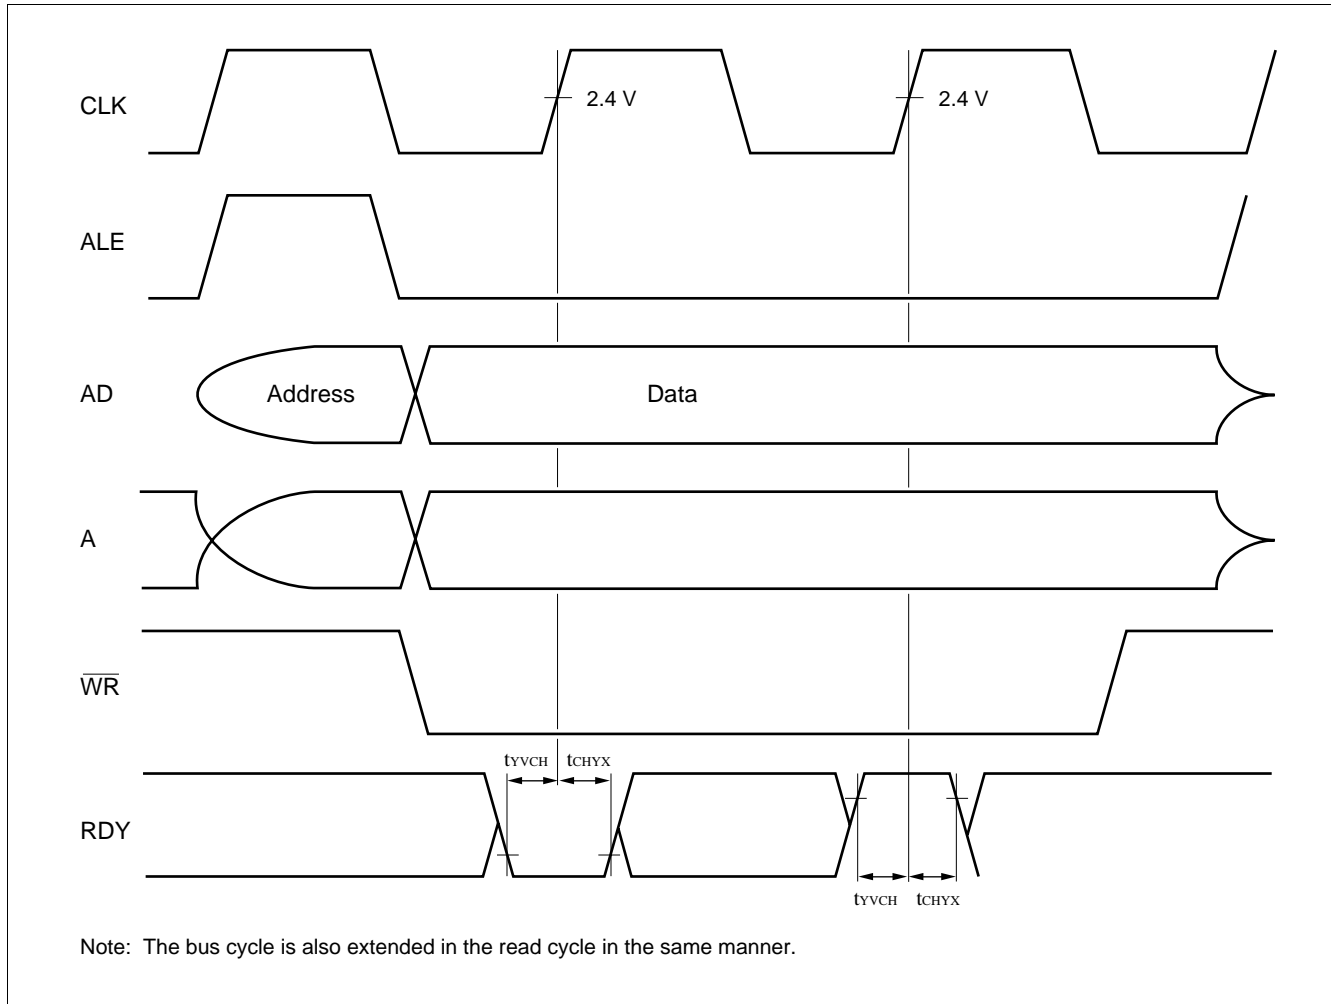 CLK
2.4 V
2.4 V
ALE
AD
Address
Data
A
W̅R̅
tYVCH
tCHYX
RDY
tYVCH
tCHYX
Note: The bus cycle is also extended in the read cycle in the same manner.